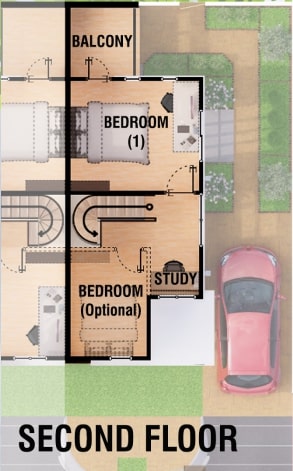 BALCONY
BEDROOM
(1)
STUDY
BEDROOM
(Optional)
SECOND FLOOR